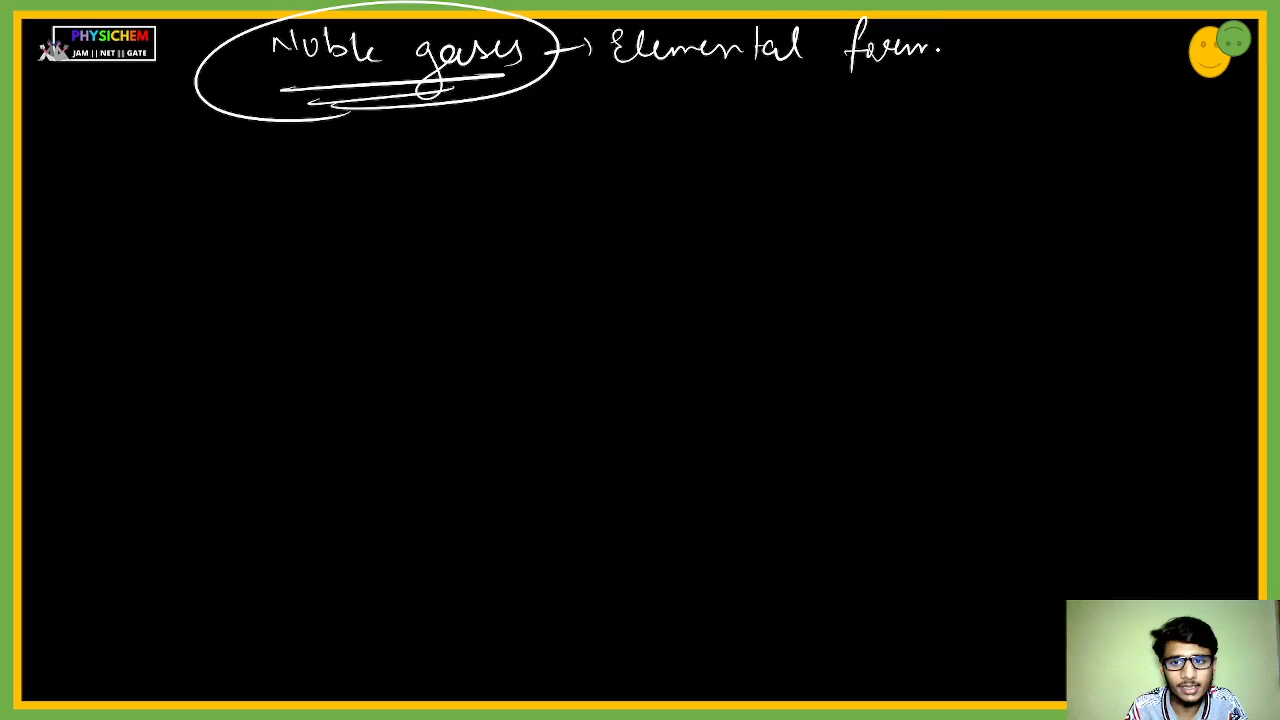 PHYSICHEM
JAM || NET || GATE
Noble gases → Elemental form.